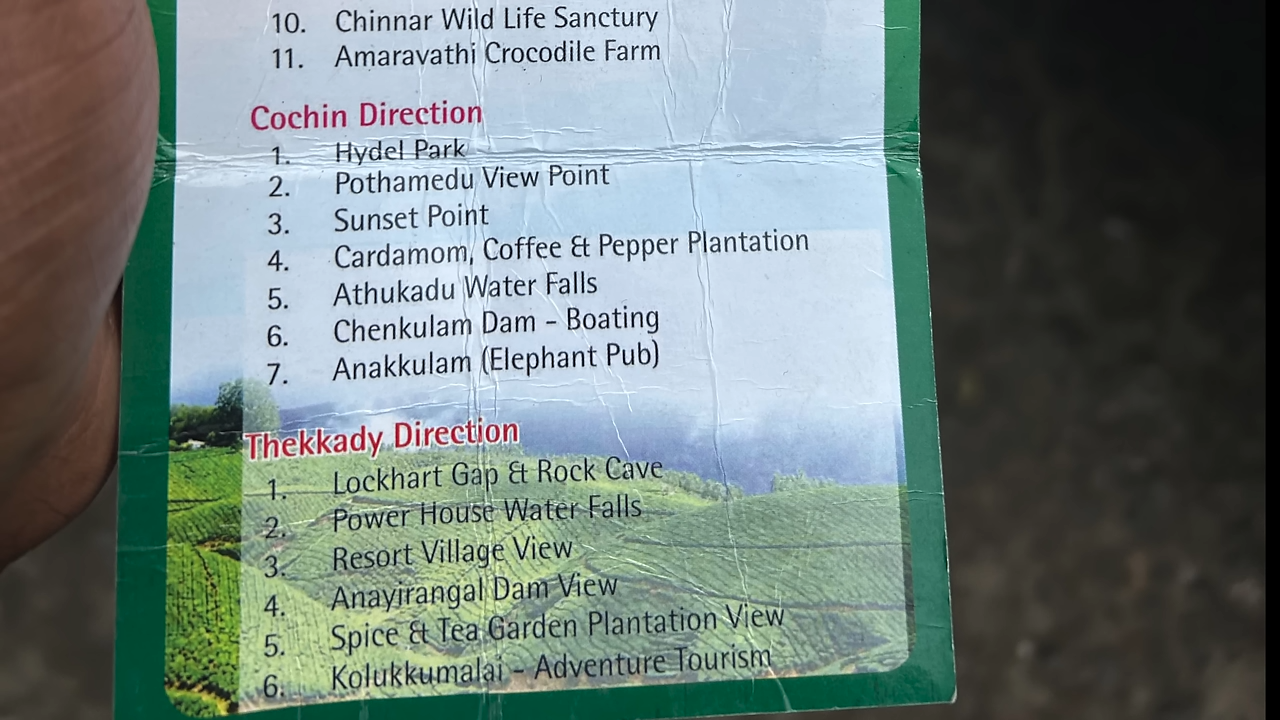 10. Chinnar Wild Life Sanctury
11. Amaravathi Crocodile Farm
Cochin Direction
1. Hydel Park
2. Pothamedu View Point
3. Sunset Point
4. Cardamom, Coffee & Pepper Plantation
5. Athukadu Water Falls
6. Chenkulam Dam - Boating
7. Anakkulam (Elephant Pub)
Thekkady Direction
1. Lockhart Gap & Rock Cave
2. Power House Water Falls
3. Resort Village View
4. Anayirangal Dam View
5. Spice & Tea Garden Plantation View
6. Kolukkumalai - Adventure Tourism